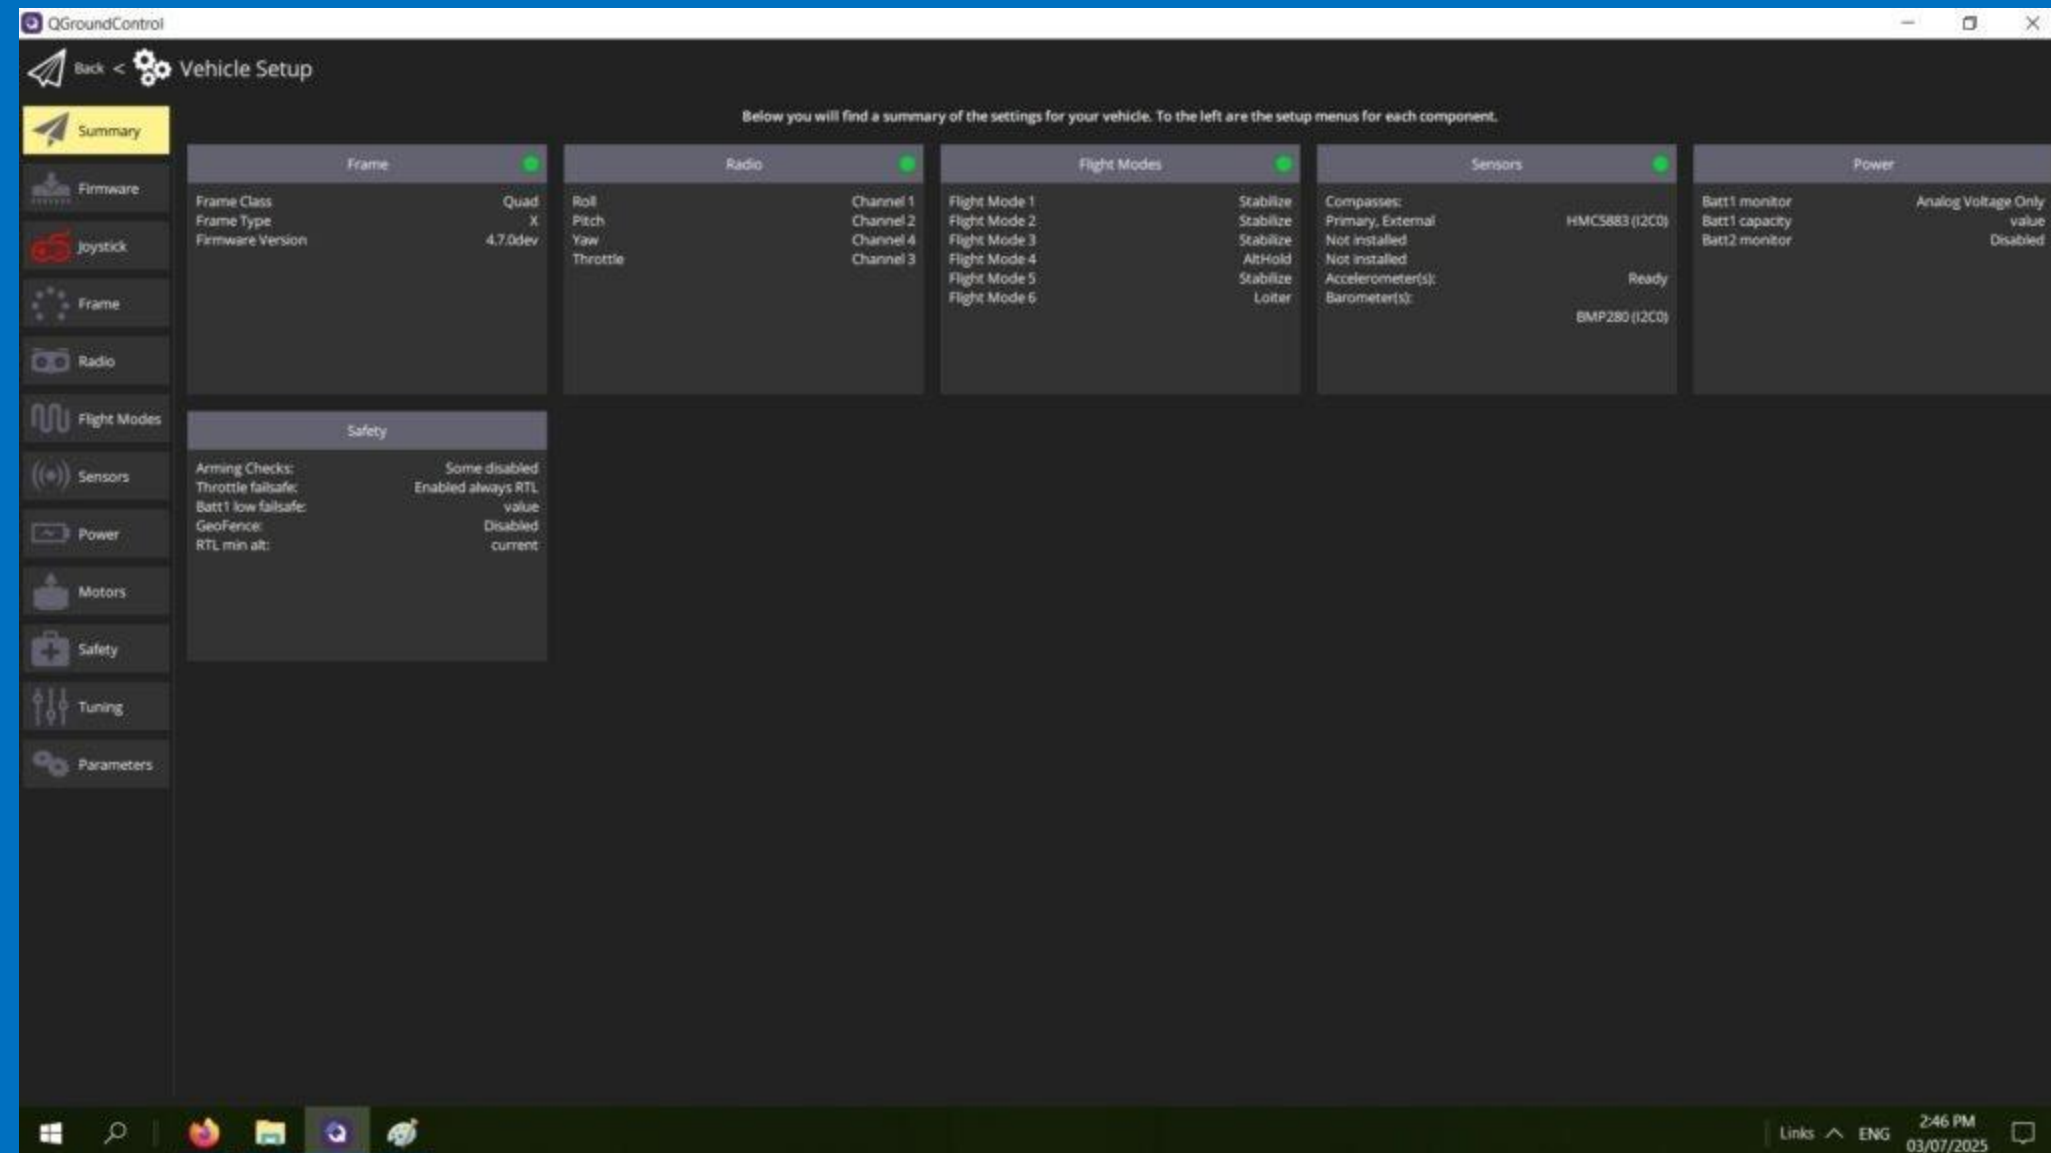 QGroundControl
Back < Vehicle Setup
Below you will find a summary of the settings for your vehicle. To the left are the setup menus for each component.
Summary
Firmware
Joystick
Frame
Radio
Flight Modes
Sensors
Power
Motors
Safety
Tuning
Parameters
Frame
Frame Class Quad
Frame Type X
Firmware Version 4.7.0dev
Radio
Roll Channel 1
Pitch Channel 2
Yaw Channel 4
Throttle Channel 3
Flight Modes
Flight Mode 1 Stabilize
Flight Mode 2 Stabilize
Flight Mode 3 Stabilize
Flight Mode 4 AltHold
Flight Mode 5 Stabilize
Flight Mode 6 Loiter
Sensors
Compasses:
Primary, External HMC5883 (I2C0)
Not installed
Not installed
Accelerometer(s): Ready
Barometer(s):
BMP280 (I2C0)
Power
Batt1 monitor Analog Voltage Only
Batt1 capacity value
Batt2 monitor Disabled
Safety
Arming Checks: Some disabled
Throttle failsafe: Enabled always RTL
Batt1 low failsafe: value
GeoFence: Disabled
RTL min alt: current
Links ENG
2:46 PM
03/07/2025